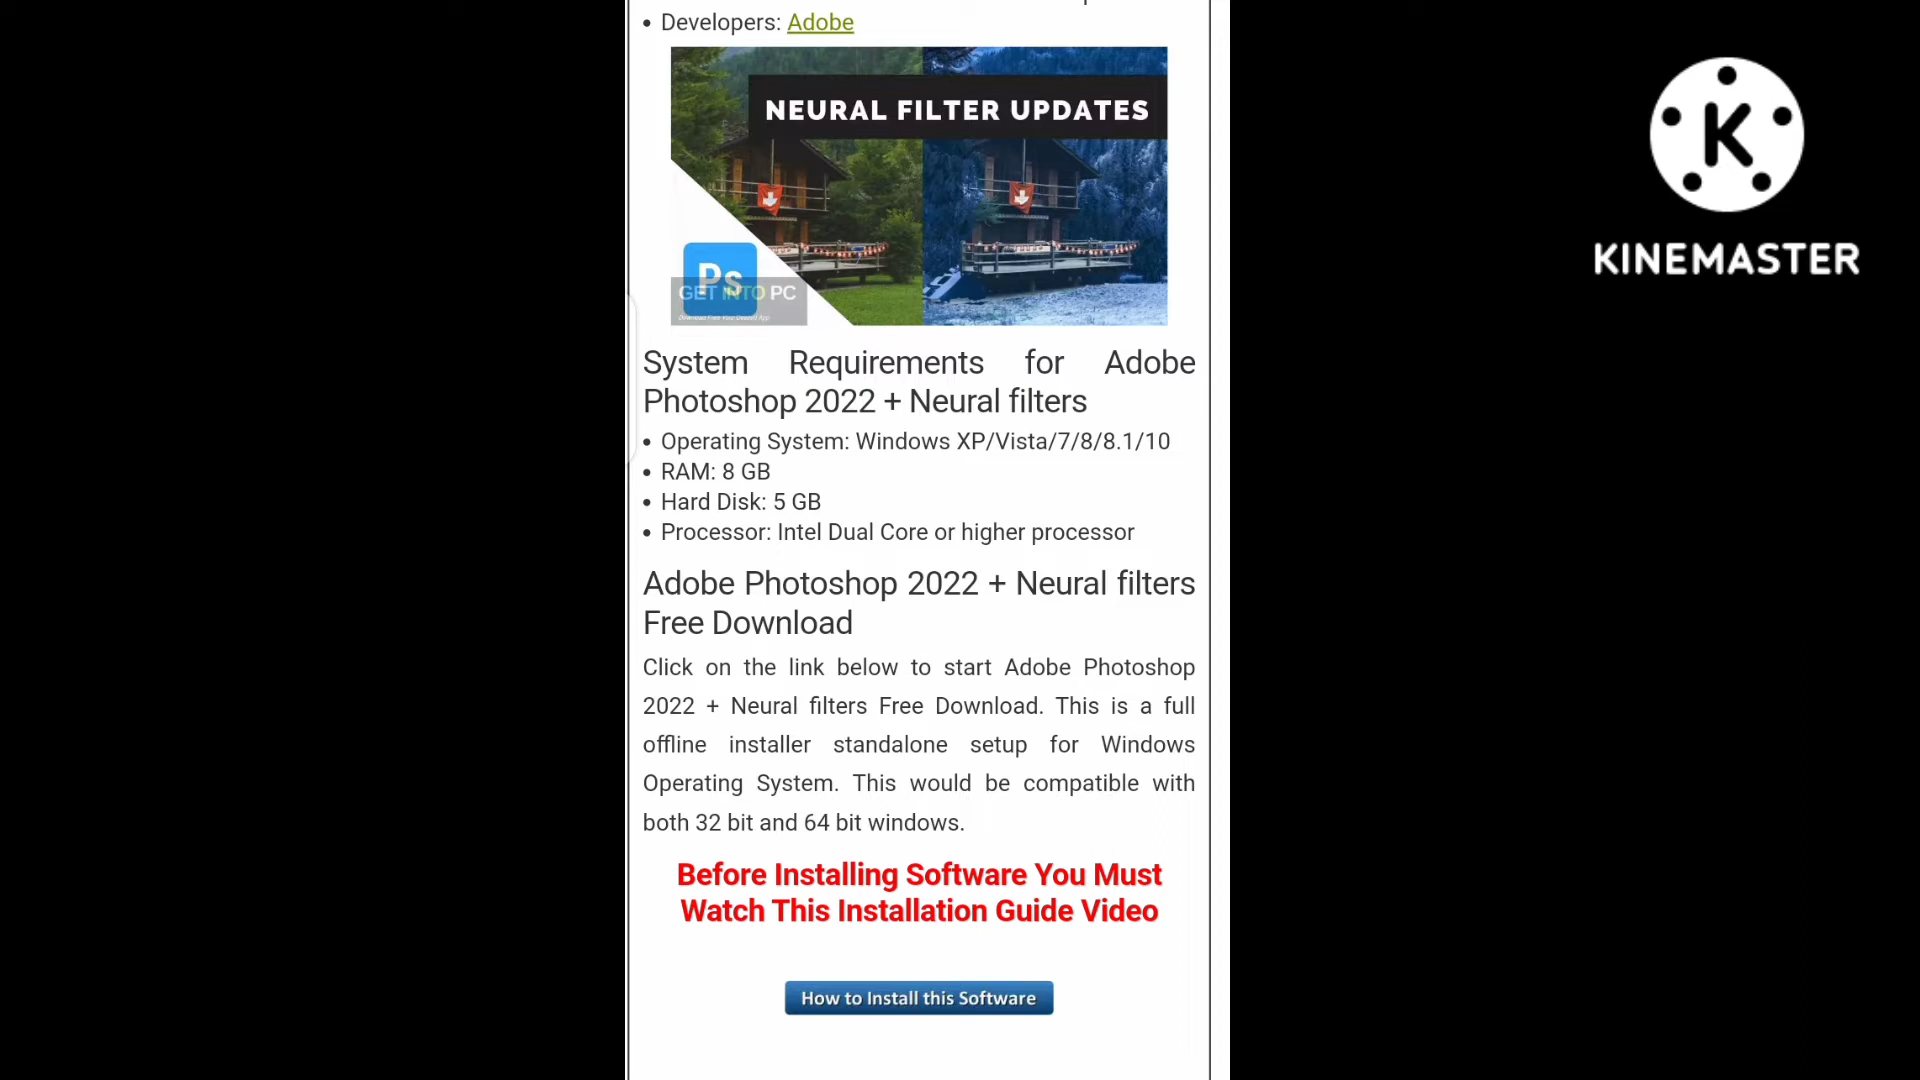 • Developers: Adobe
NEURAL FILTER UPDATES
Ps
GET INTO PC
Download Free Your Desired App
K
KINEMASTER
System Requirements for Adobe
Photoshop 2022 + Neural filters
• Operating System: Windows XP/Vista/7/8/8.1/10
• RAM: 8 GB
• Hard Disk: 5 GB
• Processor: Intel Dual Core or higher processor
Adobe Photoshop 2022 + Neural filters
Free Download
Click on the link below to start Adobe Photoshop
2022 + Neural filters Free Download. This is a full
offline installer standalone setup for Windows
Operating System. This would be compatible with
both 32 bit and 64 bit windows.
Before Installing Software You Must
Watch This Installation Guide Video
How to Install this Software